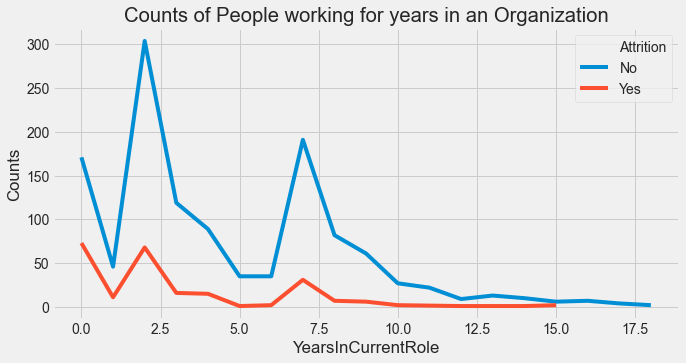 Counts of People working for years in an Organization
Counts
300
250
200
150
100
50
0
Attrition
No
Yes
0.0 2.5 5.0 7.5 10.0 12.5 15.0 17.5
YearsInCurrentRole